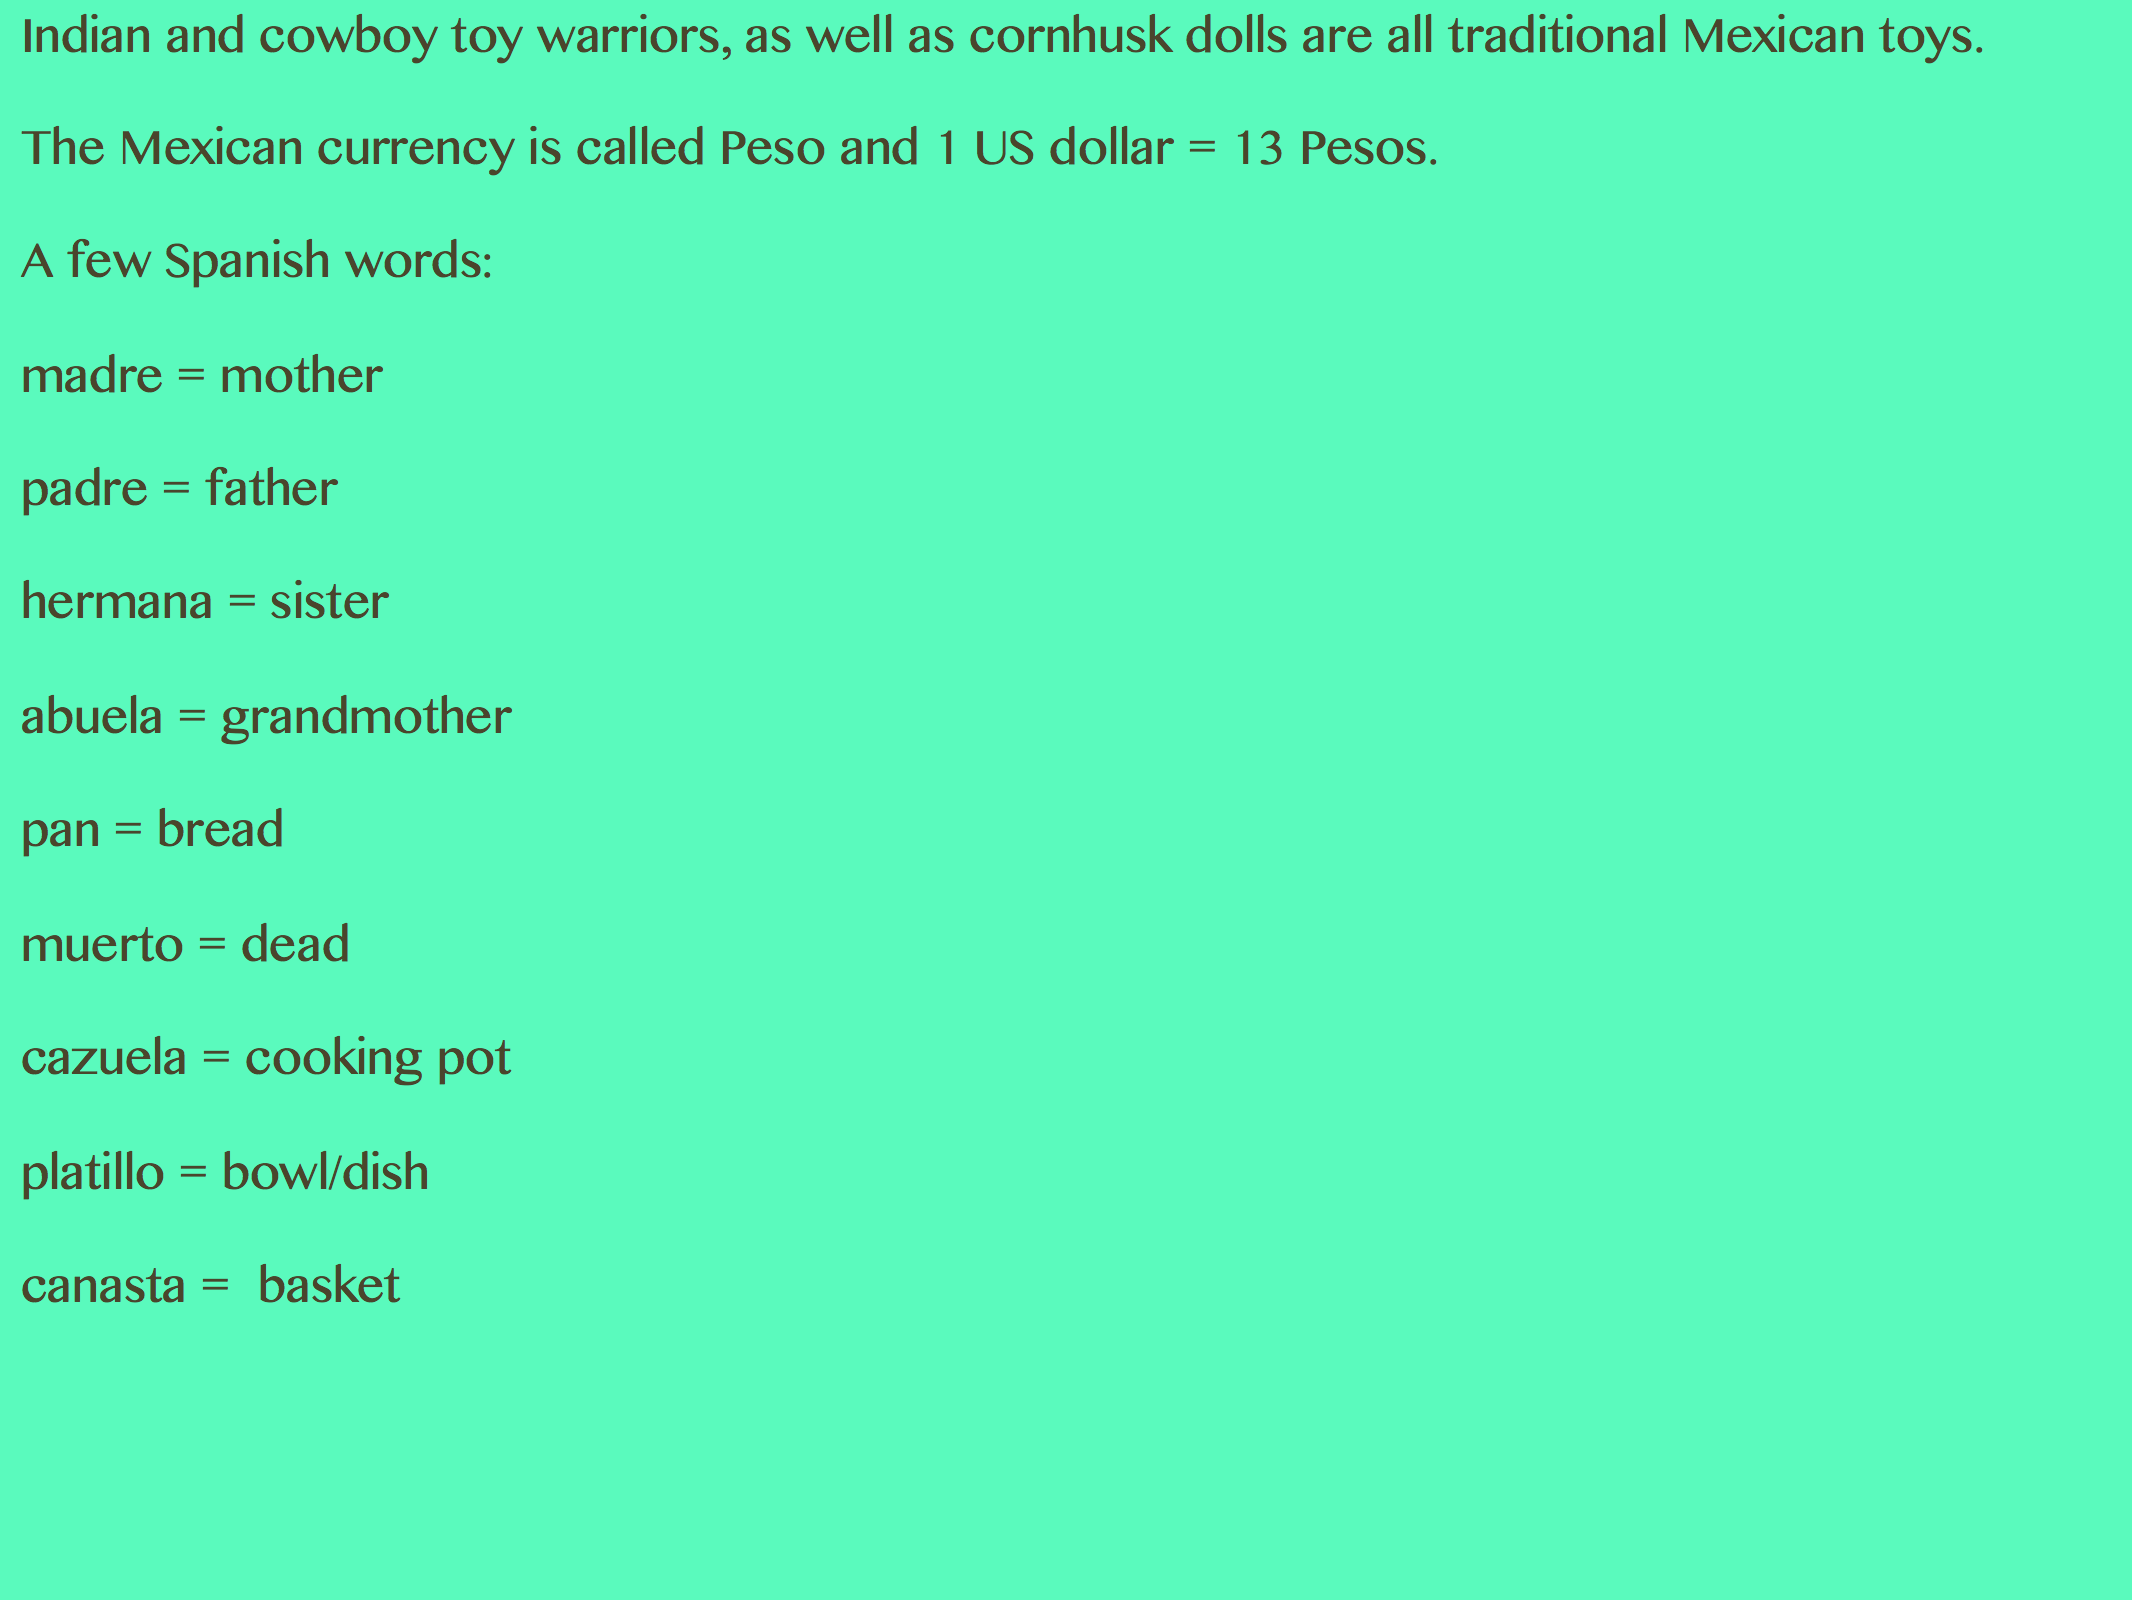 Indian and cowboy toy warriors, as well as cornhusk dolls are all traditional Mexican toys.
The Mexican currency is called Peso and 1 US dollar = 13 Pesos.
A few Spanish words:
madre = mother
padre = father
hermana = sister
abuela = grandmother
pan = bread
muerto = dead
cazuela = cooking pot
platillo = bowl/dish
canasta =  basket